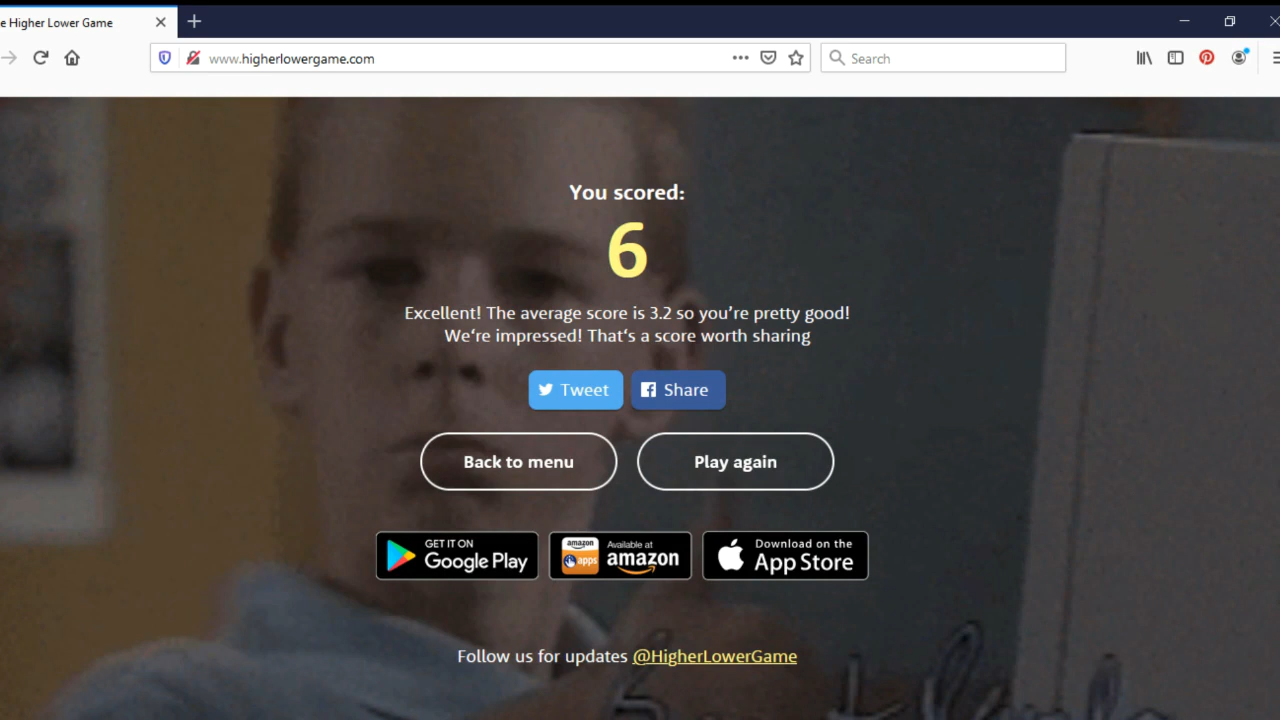 e Higher Lower Game
www.higherlowergame.com
Search
You scored:
6
Excellent! The average score is 3.2 so you're pretty good!
We're impressed! That's a score worth sharing
Tweet
Share
Back to menu
Play again
GET IT ON
Google Play
amazon
apps
Available at
amazon
Download on the
App Store
Follow us for updates @HigherLowerGame